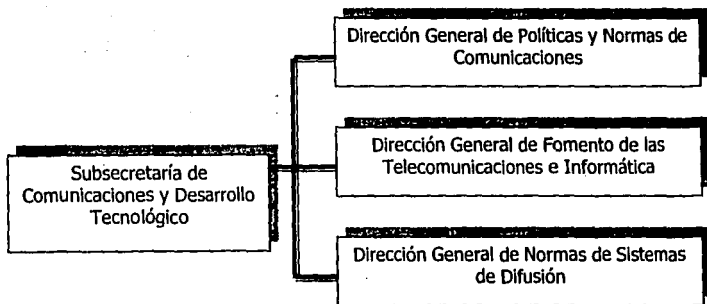 Dirección General de Políticas y Normas de
Comunicaciones
Dirección General de Fomento de las
Telecomunicaciones e Informática
Subsecretaría de
Comunicaciones y Desarrollo
Tecnológico
Dirección General de Normas de Sistemas
de Difusión